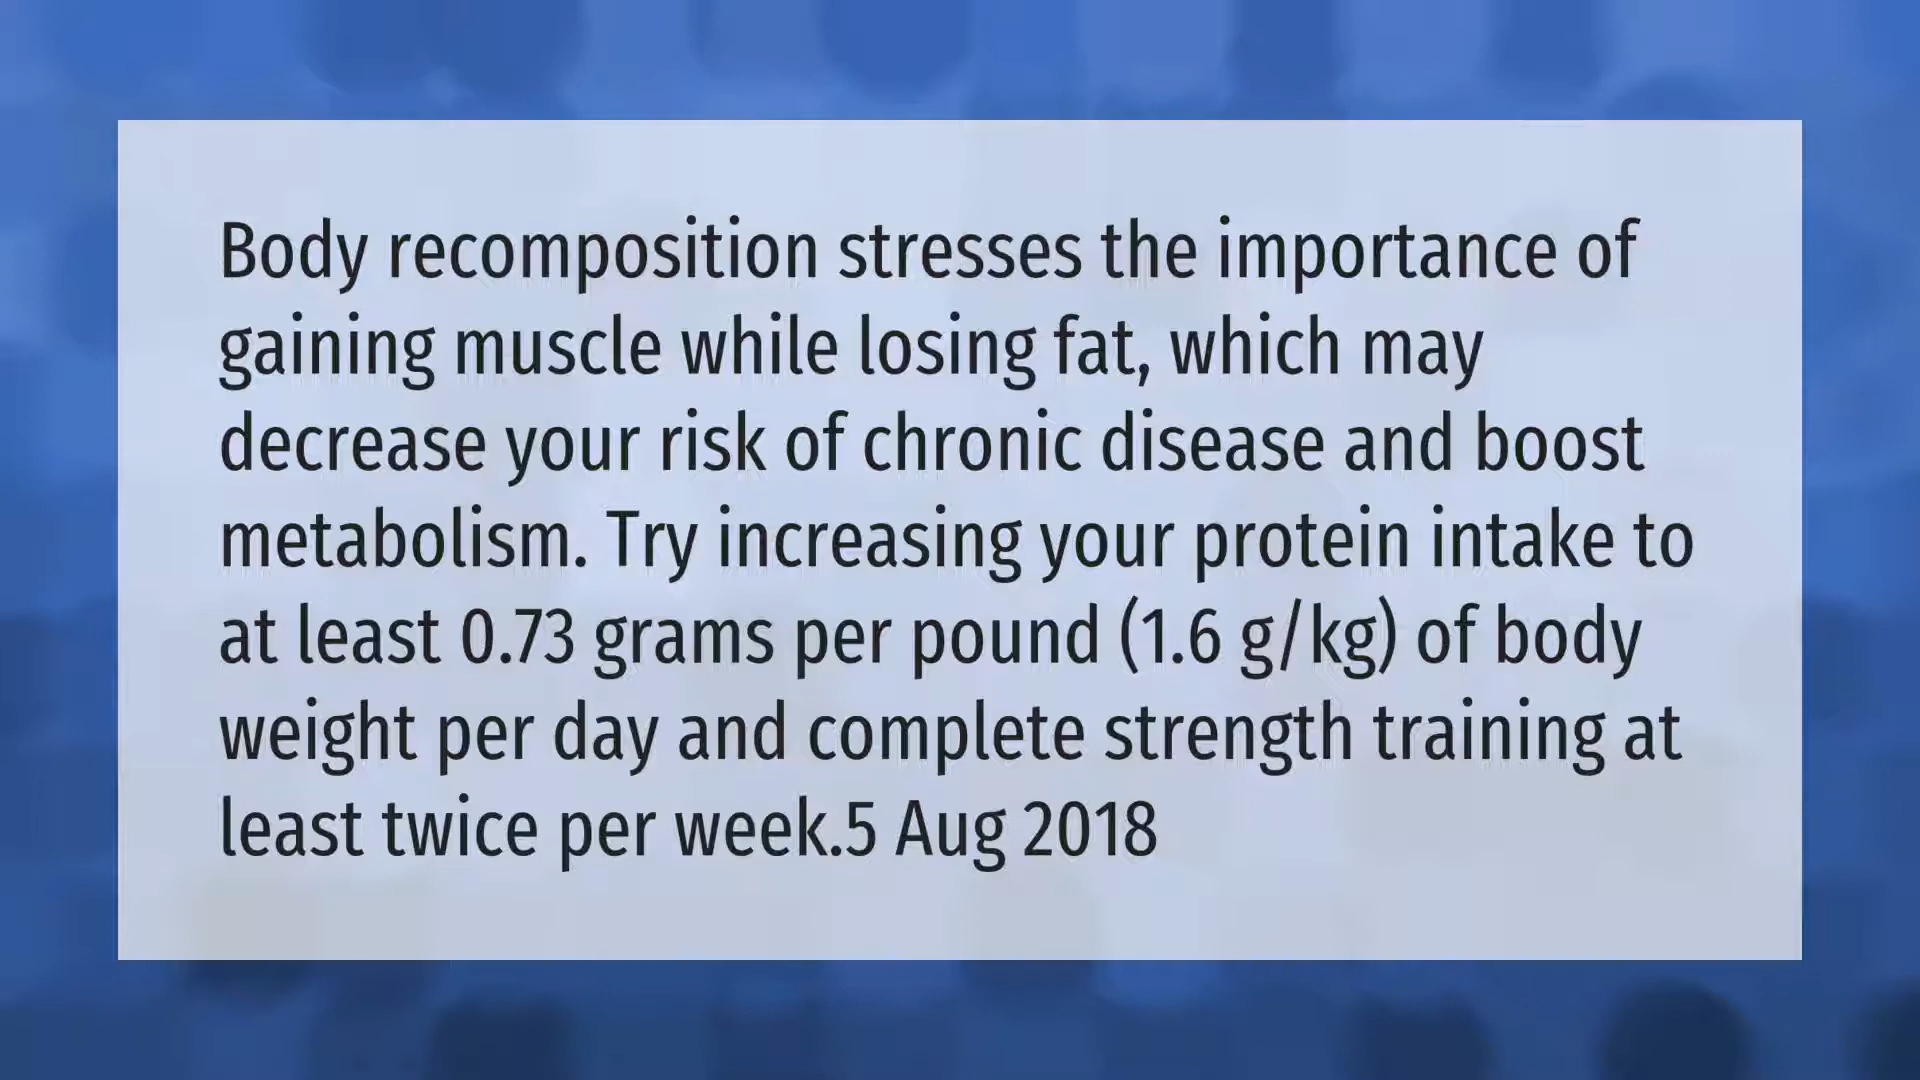 Body recomposition stresses the importance of
gaining muscle while losing fat, which may
decrease your risk of chronic disease and boost
metabolism. Try increasing your protein intake to
at least 0.73 grams per pound (1.6 g/kg) of body
weight per day and complete strength training at
least twice per week.5 Aug 2018